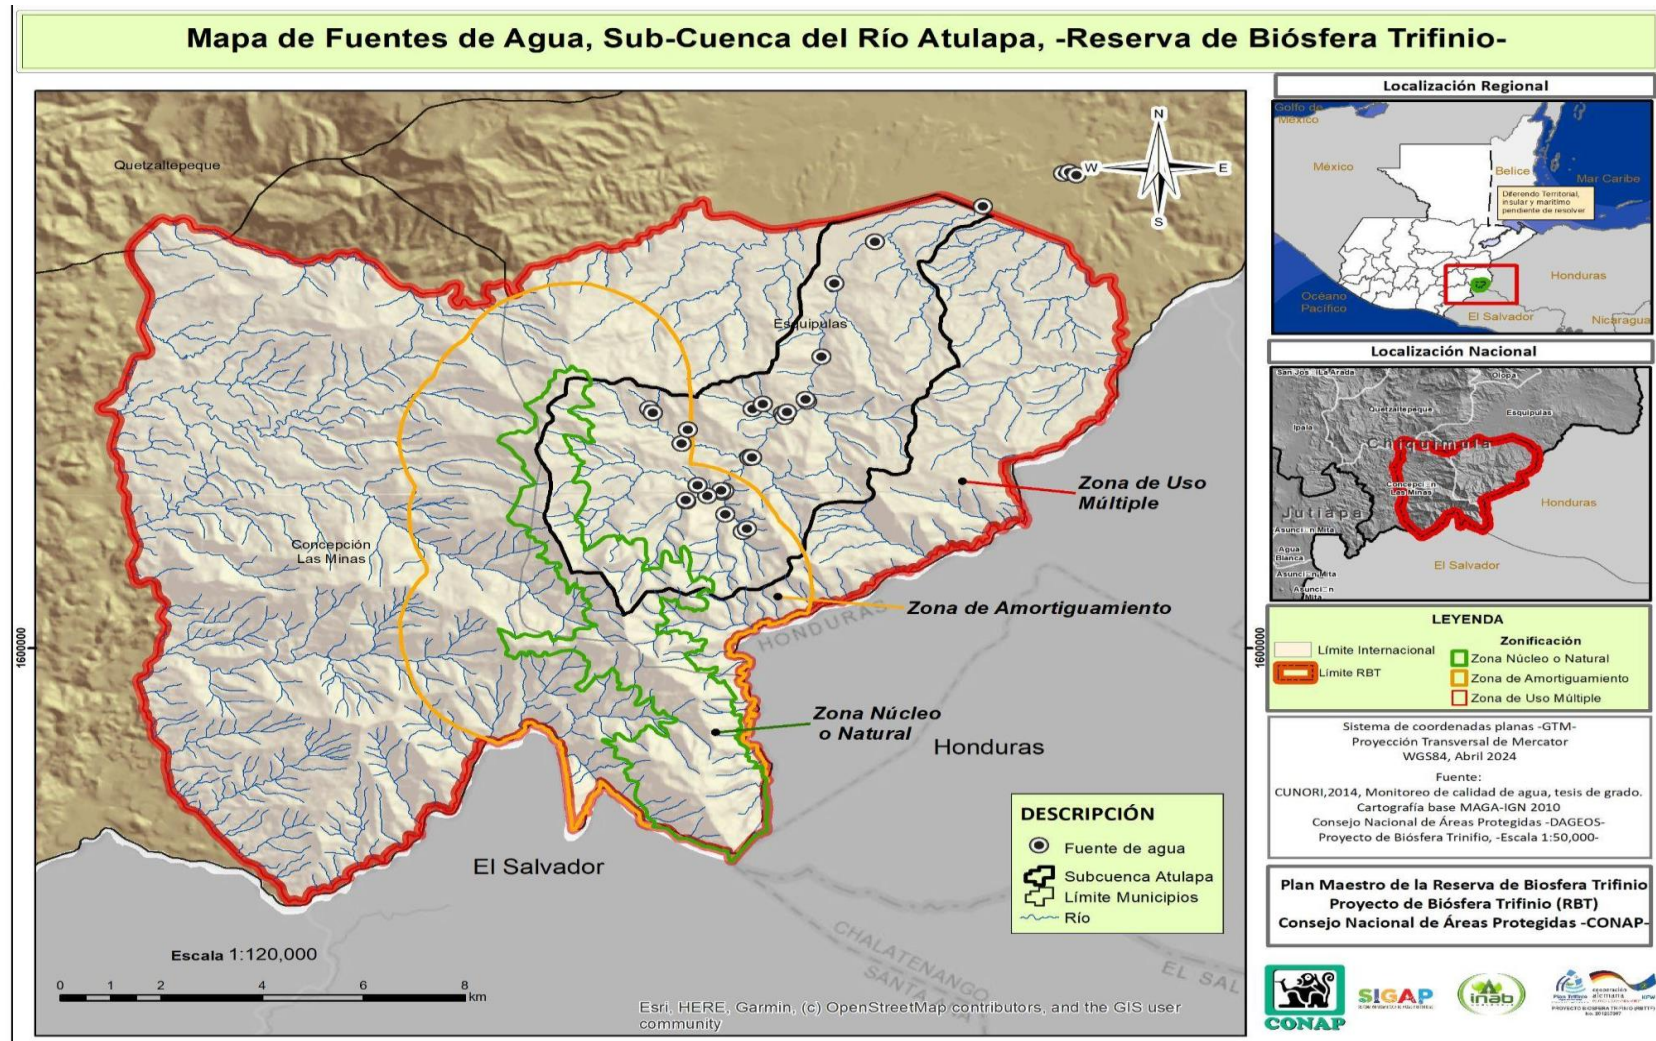 Mapa de Fuentes de Agua, Sub-Cuenca del Río Atulapa, -Reserva de Biósfera Trifinio-
Quetzaltepeque
N
W
E
S
Esquipulas
Concepción
Las Minas
Zona de Uso
Múltiple
Zona de Amortiguamiento
HONDURAS
Zona Núcleo
o Natural
Honduras
El Salvador
1600000
1600000
DESCRIPCIÓN
Fuente de agua
Subcuenca Atulapa
Límite Municipios
Río
CHALATENANGO
EL SAL
Escala 1:120,000
0 1 2 4 6 8
km
Esri, HERE, Garmin, (c) OpenStreetMap contributors, and the GIS user
community
Localización Regional
Golfo de
México
México
Belice
Mar Caribe
Diferendo Territorial,
insular y marítimo
pendiente de resolver
Honduras
Océano
Pacífico
El Salvador
Nicaragua
Localización Nacional
Olopa
Quetzaltepeque
Esquipulas
Ipala
Chiquimula
Las Minas
Honduras
Jutiapa
Agua
Blanca
El Salvador
Mita
LEYENDA
Límite Internacional
Límite RBT
Zonificación
Zona Núcleo o Natural
Zona de Amortiguamiento
Zona de Uso Múltiple
Sistema de coordenadas planas -GTM-
Proyección Transversal de Mercator
WGS84, Abril 2024
Fuente:
CUNORI,2014, Monitoreo de calidad de agua, tesis de grado.
Cartografía base MAGA-IGN 2010
Consejo Nacional de Áreas Protegidas -DAGEOS-
Proyecto de Biósfera Trinifio, -Escala 1:50,000-
Plan Maestro de la Reserva de Biosfera Trifinio
Proyecto de Biósfera Trifinio (RBT)
Consejo Nacional de Áreas Protegidas -CONAP-
CONAP
SIGAP
inab
Plan Trifinio
alemana
KFW